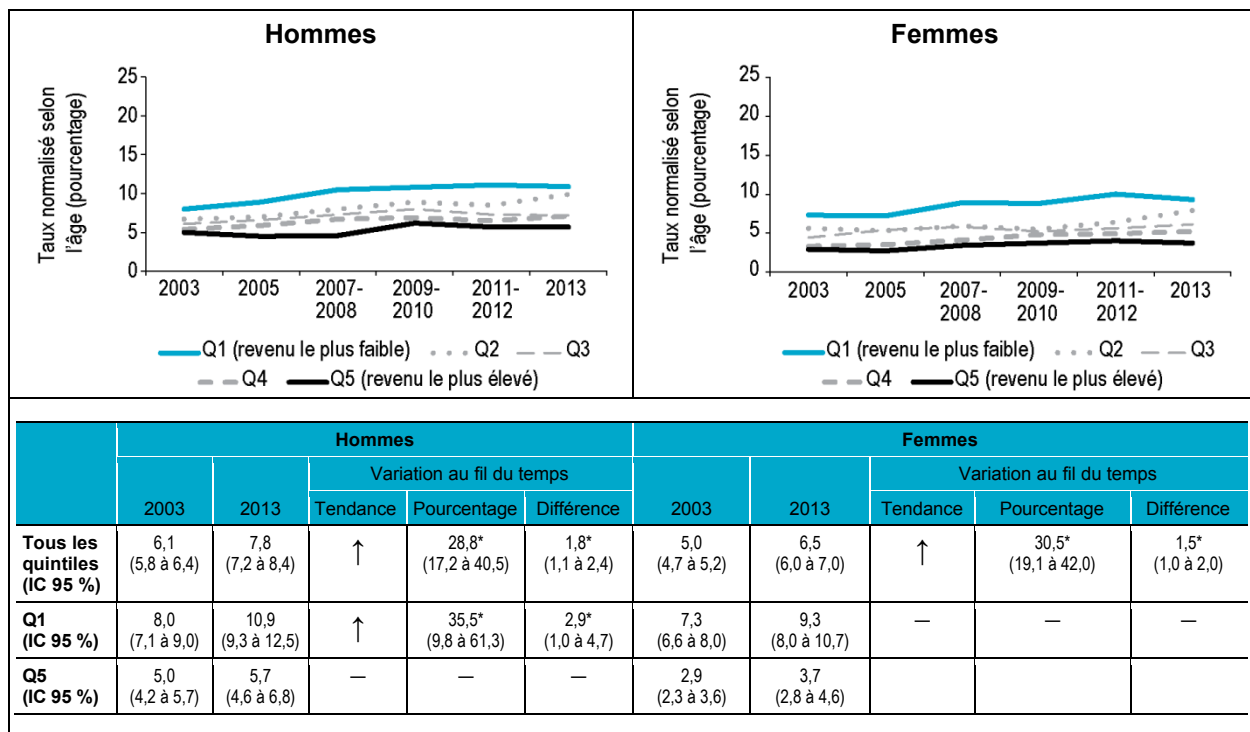 Hommes
Taux normalisé selon
l'âge (pourcentage)
25
20
15
10
5
0
2003 2005 2007- 2009- 2011- 2013
2008 2010 2012
Q1 (revenu le plus faible) Q2 Q3
Q4 Q5 (revenu le plus élevé)
Femmes
Taux normalisé selon
l'âge (pourcentage)
25
20
15
10
5
0
2003 2005 2007- 2009- 2011- 2013
2008 2010 2012
Q1 (revenu le plus faible) Q2 Q3
Q4 Q5 (revenu le plus élevé)
Hommes Femmes
Variation au fil du temps Variation au fil du temps
2003 2013 Tendance Pourcentage Différence 2003 2013 Tendance Pourcentage Différence
Tous les 6,1 7,8 ↑ 28,8* 1,8* 5,0 6,5 ↑ 30,5* 1,5*
quintiles (5,8 à 6,4) (7,2 à 8,4) (17,2 à 40,5) (1,1 à 2,4) (4,7 à 5,2) (6,0 à 7,0) (19,1 à 42,0) (1,0 à 2,0)
(IC 95 %)
Q1 8,0 10,9 ↑ 35,5* 2,9* 7,3 9,3 — — —
(IC 95 %) (7,1 à 9,0) (9,3 à 12,5) (9,8 à 61,3) (1,0 à 4,7) (6,6 à 8,0) (8,0 à 10,7)
Q5 5,0 5,7 — — — 2,9 3,7
(IC 95 %) (4,2 à 5,7) (4,6 à 6,8) (2,3 à 3,6) (2,8 à 4,6)